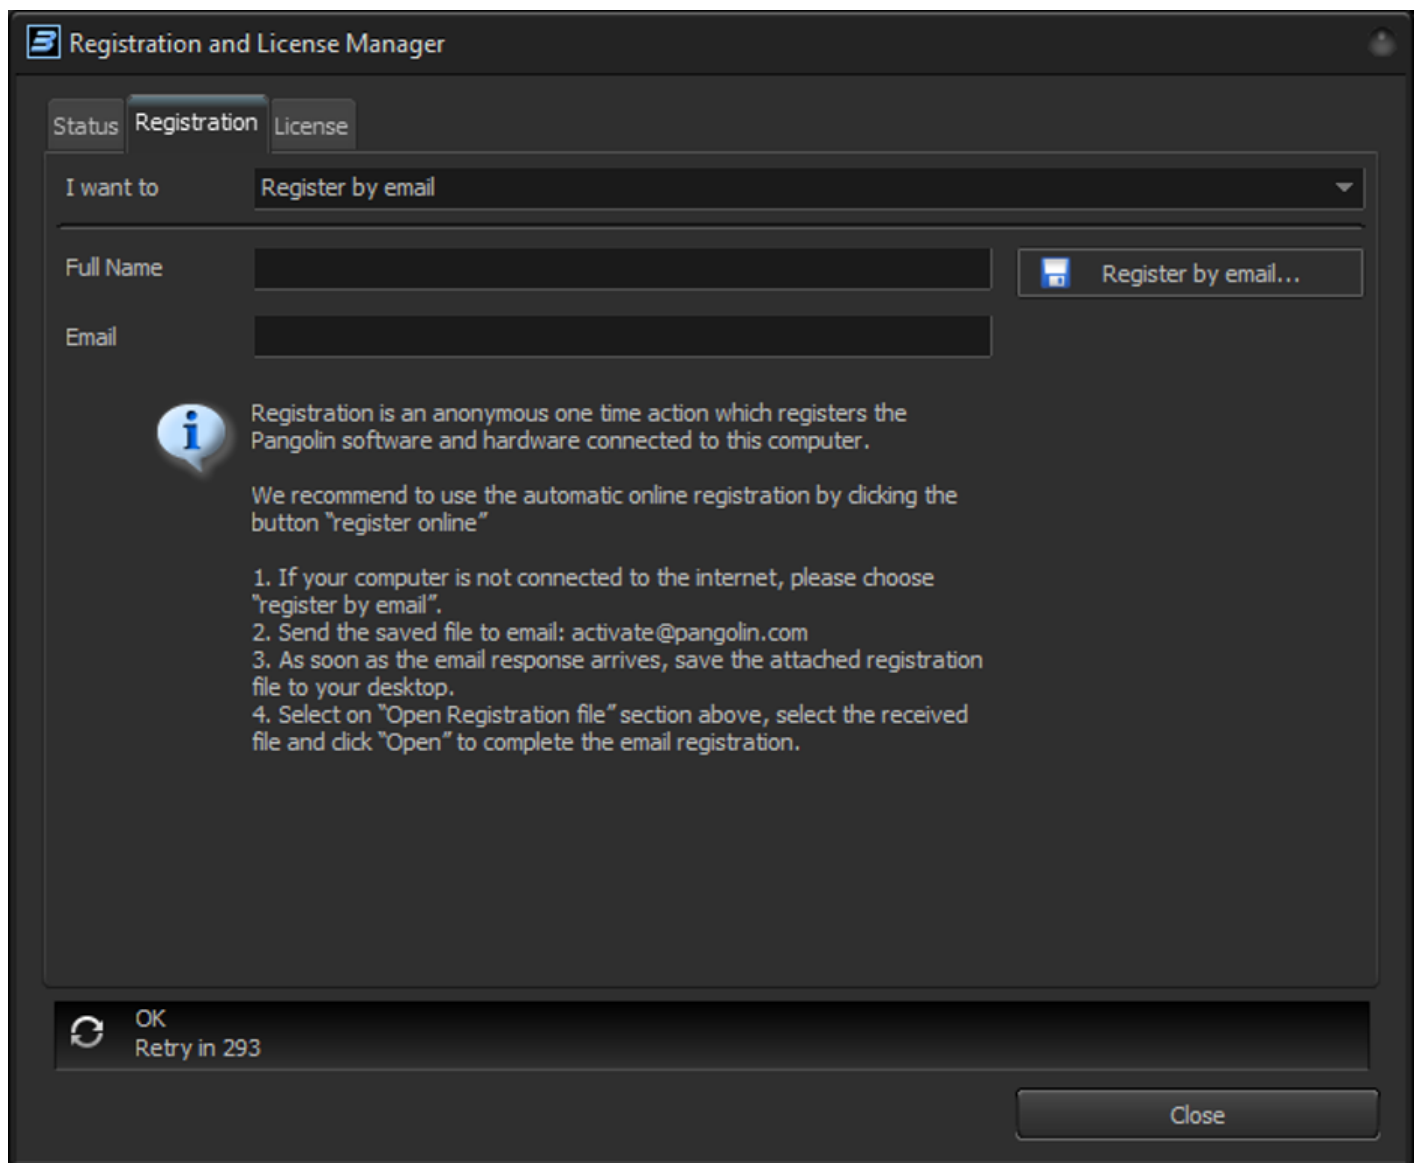 Registration and License Manager
Status Registration License
I want to Register by email
Full Name Register by email...
Email
Registration is an anonymous one time action which registers the
Pangolin software and hardware connected to this computer.
We recommend to use the automatic online registration by clicking the
button “register online”
1. If your computer is not connected to the internet, please choose
“register by email”.
2. Send the saved file to email: activate@pangolin.com
3. As soon as the email response arrives, save the attached registration
file to your desktop.
4. Select on “Open Registration file” section above, select the received
file and click “Open” to complete the email registration.
OK
Retry in 293
Close